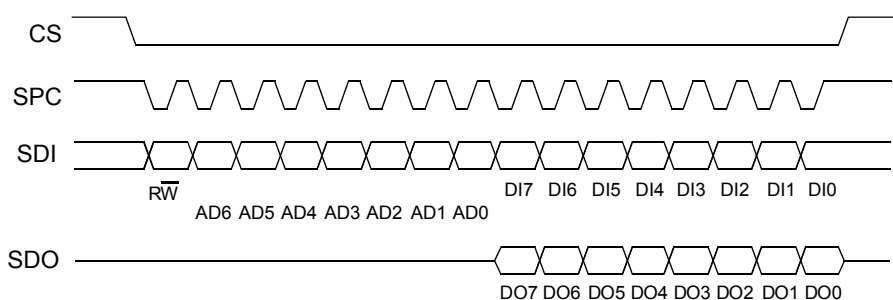 CS
SPC
SDI
RW̅ DI7 DI6 DI5 DI4 DI3 DI2 DI1 DI0
AD6 AD5 AD4 AD3 AD2 AD1 AD0
SDO
DO7 DO6 DO5 DO4 DO3 DO2 DO1 DO0